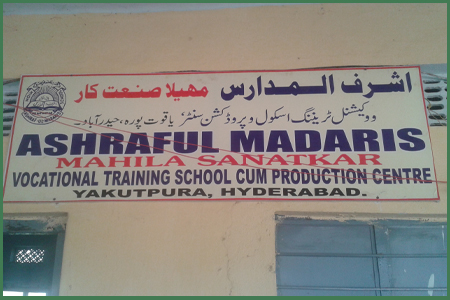 اشرف المدارس مهيلا صنعت کار
ووکیشنل ٹریننگ اسکول و پروڈکشن سنٹر یاقوت پورہ، حیدرآباد۔
ASHRAFUL MADARIS
MAHILA SANATKAR
VOCATIONAL TRAINING SCHOOL CUM PRODUCTION CENTRE
YAKUTPURA, HYDERABAD.